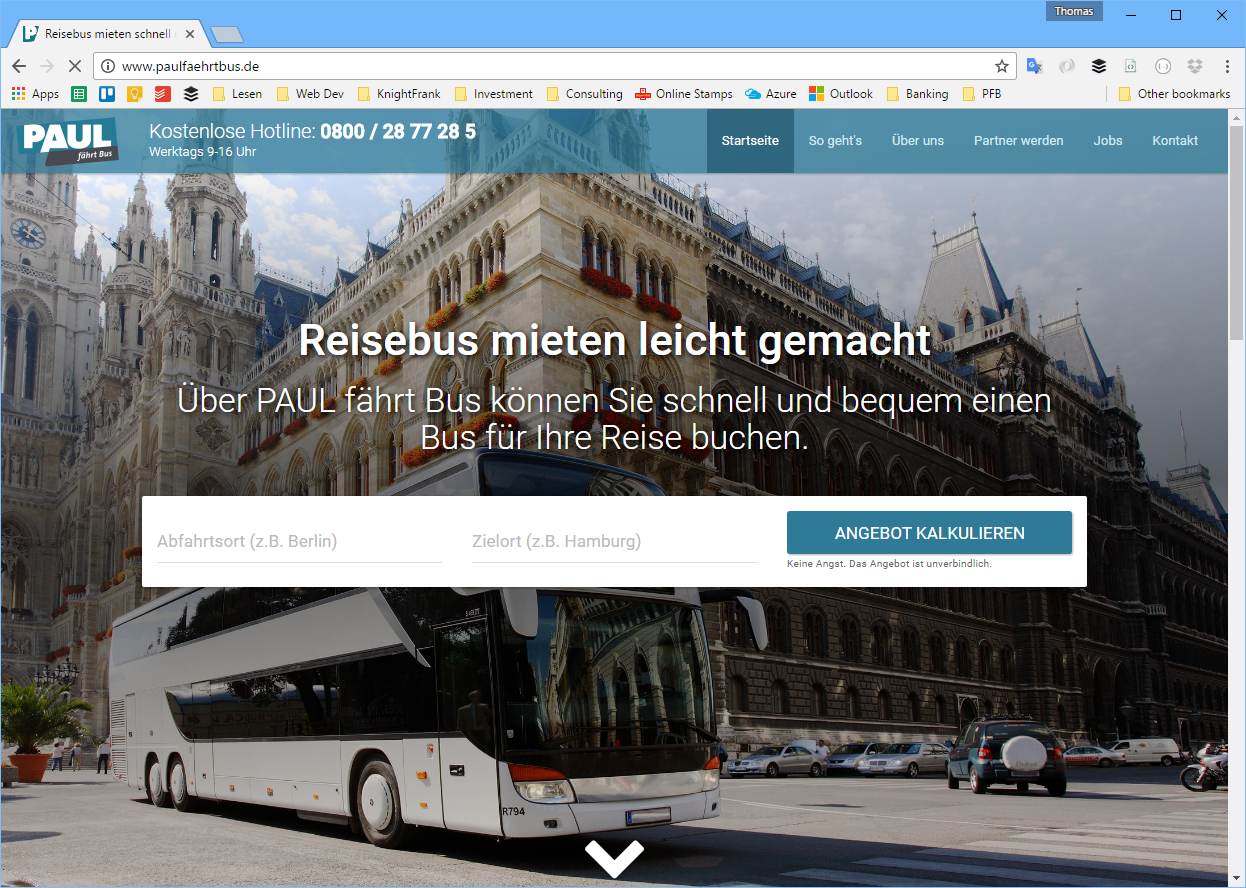 Thomas
Reisebus mieten schnell
www.paulfaehrtbus.de
Apps
Lesen
Web Dev
KnightFrank
Investment
Consulting
Online Stamps
Azure
Outlook
Banking
PFB
Other bookmarks
PAUL
fährt Bus
Kostenlose Hotline: 0800 / 28 77 28 5
Werktags 9-16 Uhr
Startseite
So geht's
Über uns
Partner werden
Jobs
Kontakt
Reisebus mieten leicht gemacht
Über PAUL fährt Bus können Sie schnell und bequem einen
Bus für Ihre Reise buchen.
Abfahrtsort (z.B. Berlin)
Zielort (z.B. Hamburg)
ANGEBOT KALKULIEREN
Keine Angst. Das Angebot ist unverbindlich.
R794